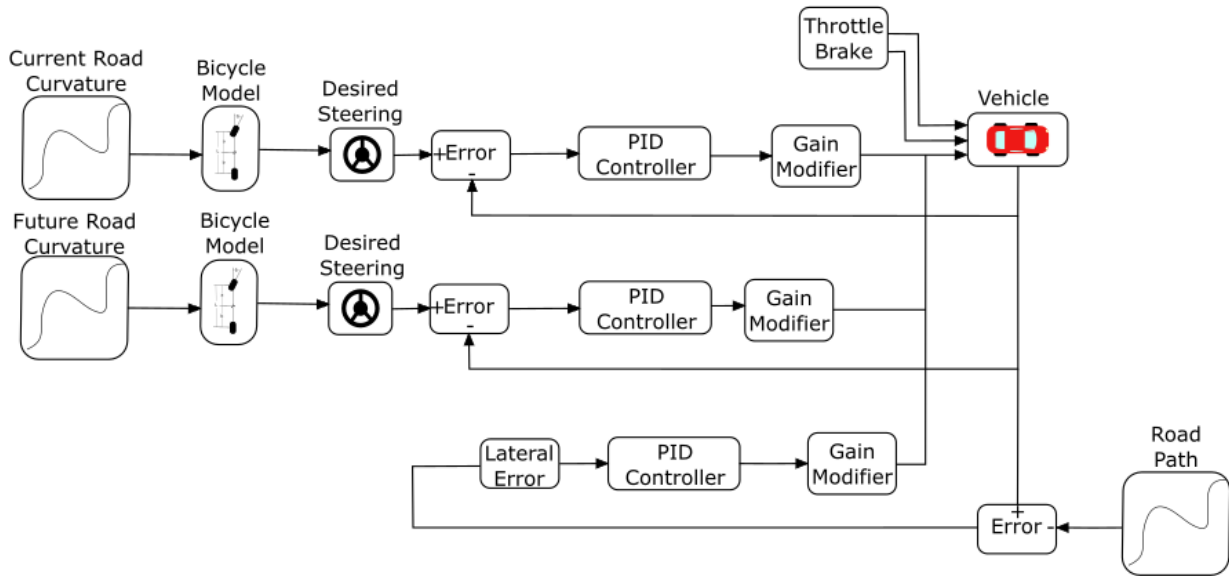 Throttle
Brake
Current Road
Curvature
Bicycle
Model
Desired
Steering
Vehicle
+Error
-
PID
Controller
Gain
Modifier
Future Road
Curvature
Bicycle
Model
Desired
Steering
+Error
-
PID
Controller
Gain
Modifier
Lateral
Error
PID
Controller
Gain
Modifier
Road
Path
+
Error -